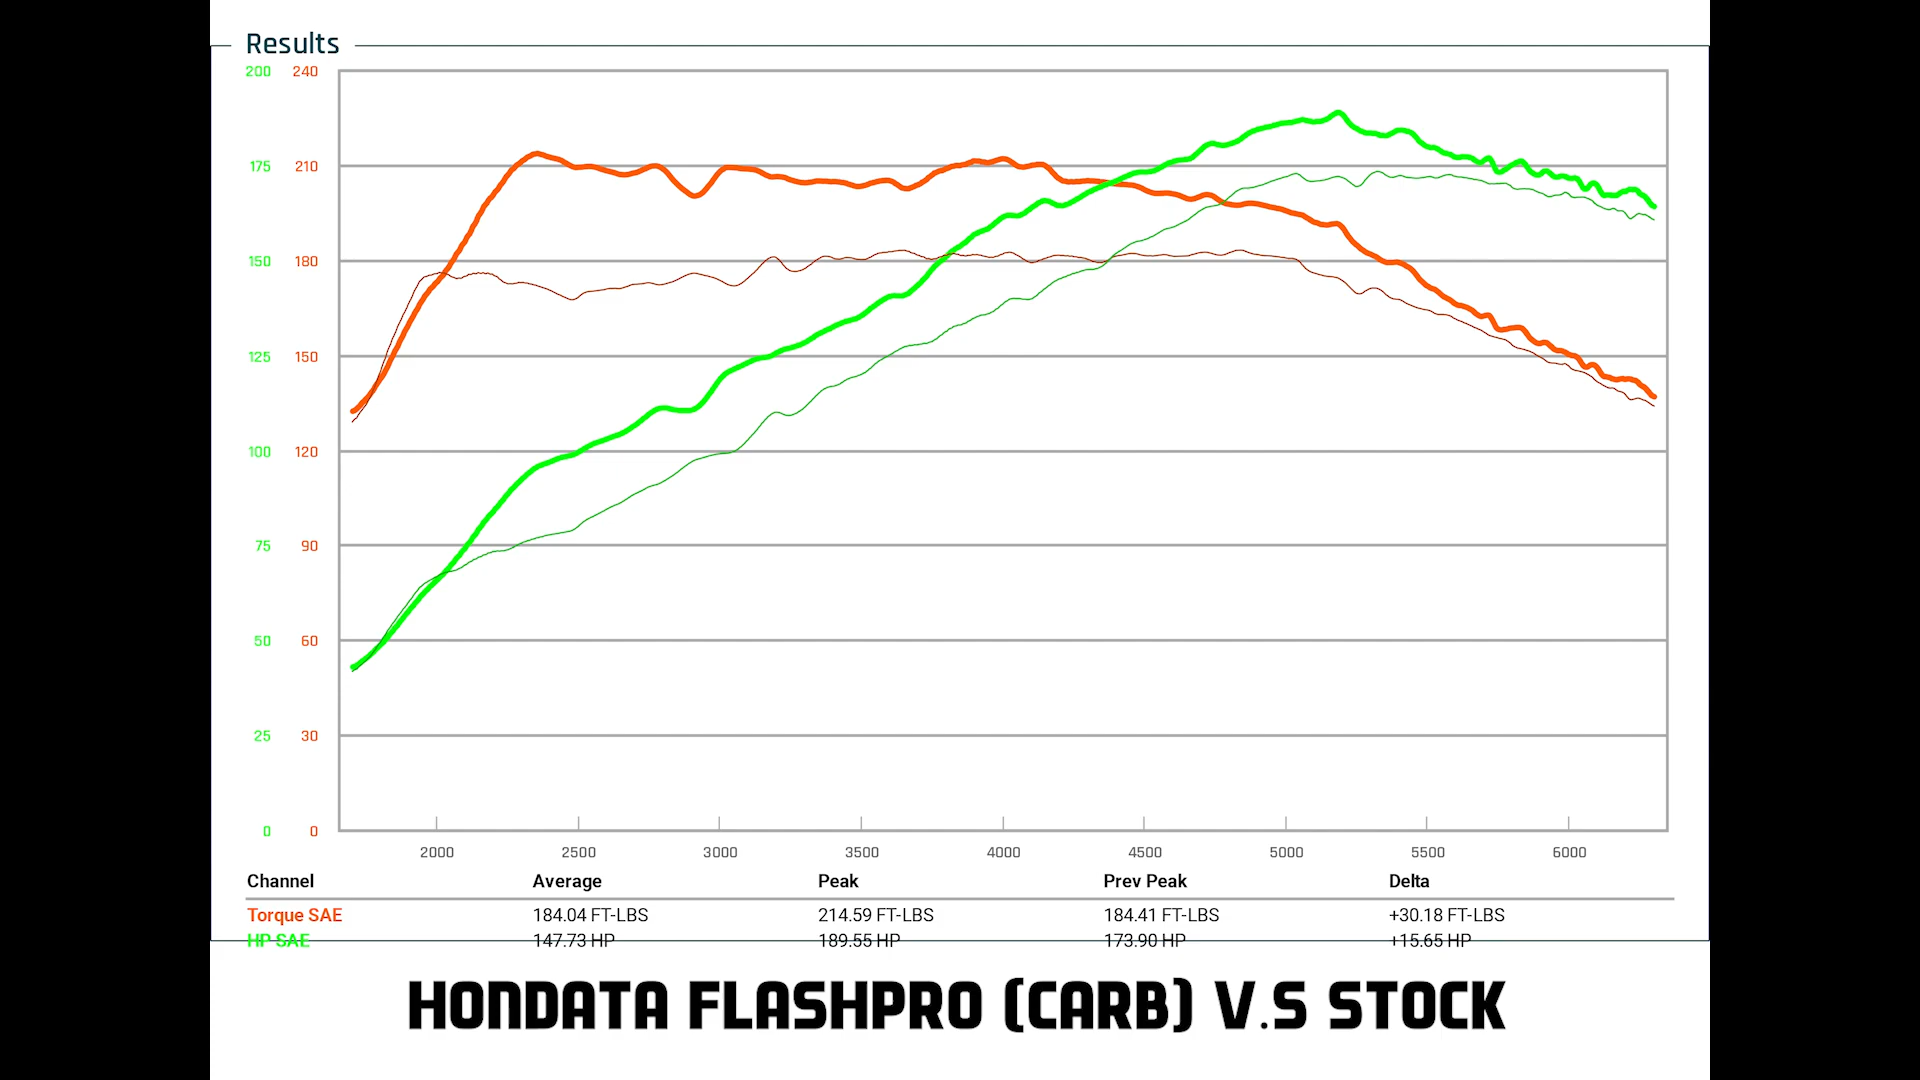 Results
200 240
175 210
150 180
125 150
100 120
75 90
50 60
25 30
0 0
2000 2500 3000 3500 4000 4500 5000 5500 6000
Channel Average Peak Prev Peak Delta
Torque SAE 184.04 FT-LBS 214.59 FT-LBS 184.41 FT-LBS +30.18 FT-LBS
HP SAE 147.73 HP 189.55 HP 173.90 HP +15.65 HP
HONDATA FLASHPRO (CARB) V.S STOCK